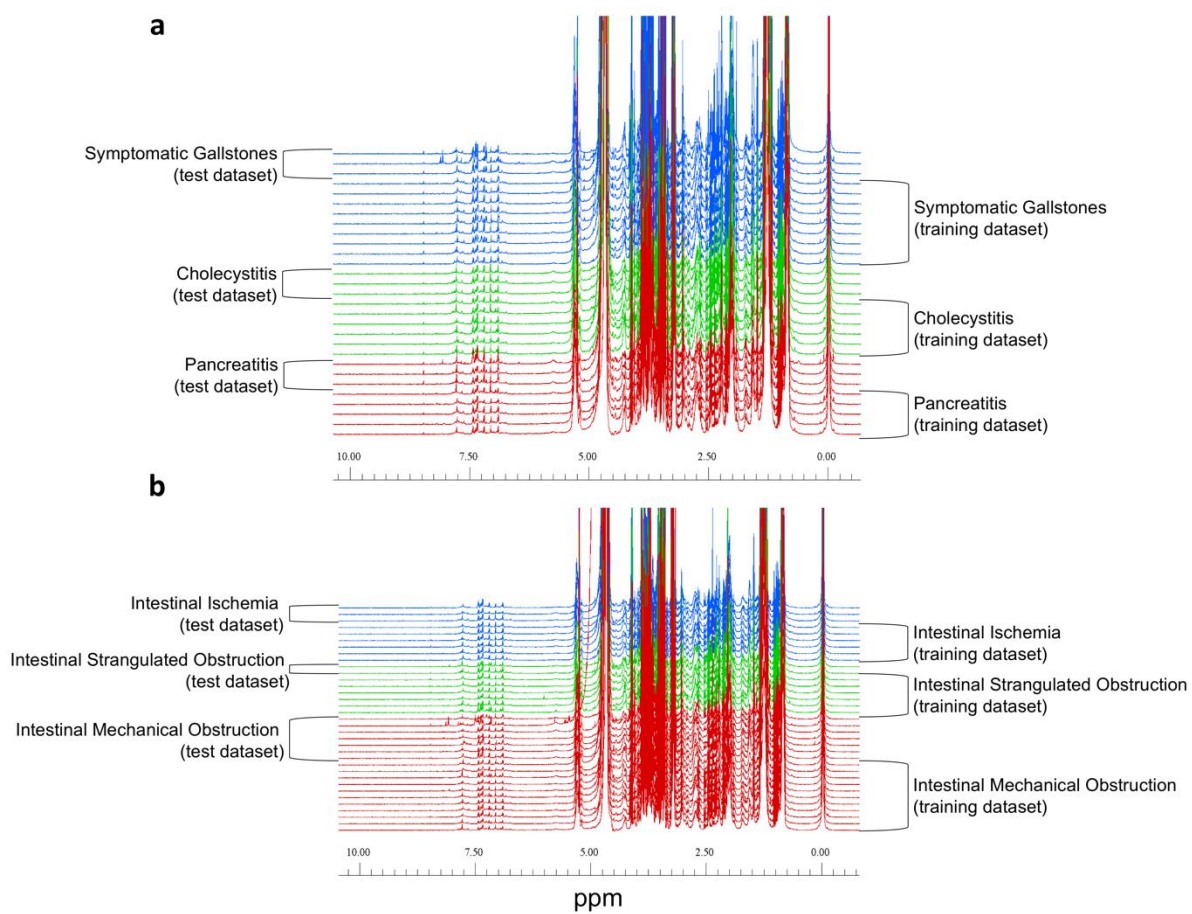 a
Symptomatic Gallstones
(test dataset)
Symptomatic Gallstones
(training dataset)
Cholecystitis
(test dataset)
Cholecystitis
(training dataset)
Pancreatitis
(test dataset)
Pancreatitis
(training dataset)
10.00 7.50 5.00 2.50 0.00
b
Intestinal Ischemia
(test dataset)
Intestinal Ischemia
(training dataset)
Intestinal Strangulated Obstruction
(test dataset)
Intestinal Strangulated Obstruction
(training dataset)
Intestinal Mechanical Obstruction
(test dataset)
Intestinal Mechanical Obstruction
(training dataset)
10.00 7.50 5.00 2.50 0.00
ppm